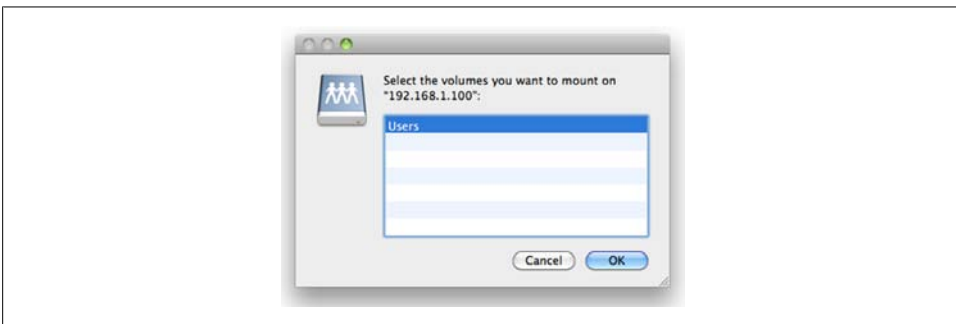 Select the volumes you want to mount on
"192.168.1.100":
Users
Cancel
OK